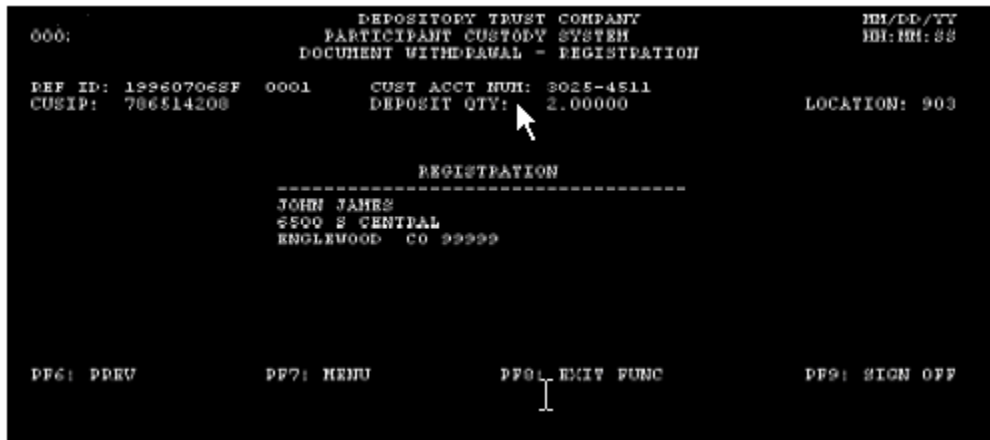 DEPOSITORY TRUST COMPANY MM/DD/YY
000: PARTICIPANT CUSTODY SYSTEM HH:MM:SS
DOCUMENT WITHDRAWAL - REGISTRATION
REF ID: 19960706SF 0001 CUST ACCT NUM: 3025-4511
CUSIP: 786514208 DEPOSIT QTY: 2.00000 LOCATION: 903
REGISTRATION
-----------------------------------
JOHN JAMES
6500 S CENTRAL
ENGLEWOOD CO 99999
PF6: PREV PF7: MENU PF8: EXIT FUNC PF9: SIGN OFF